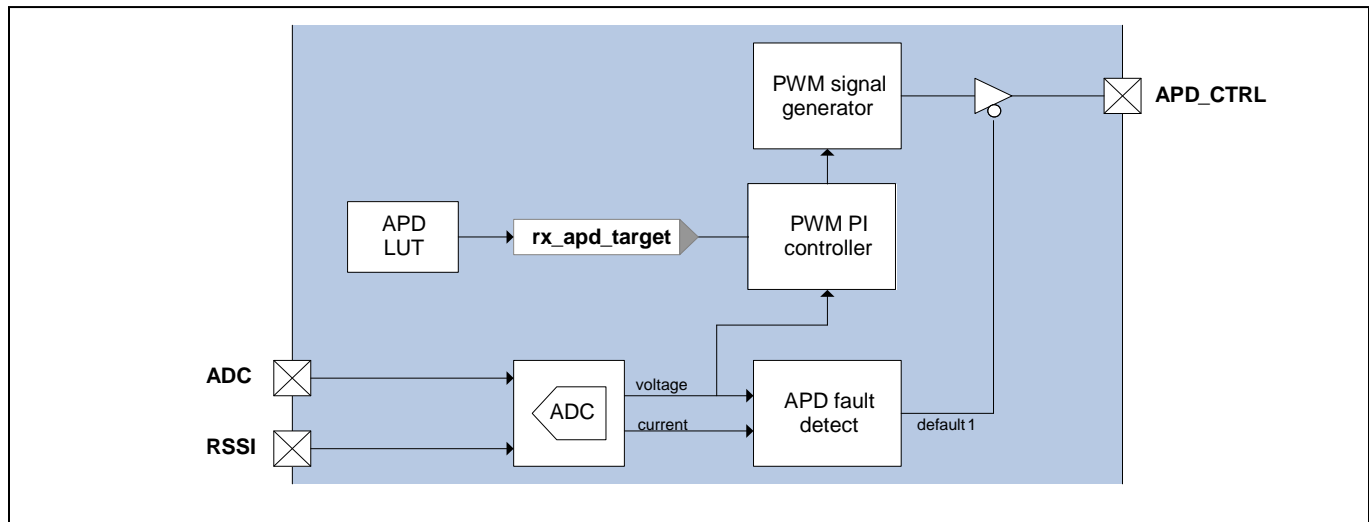 PWM signal
generator
APD_CTRL
APD
LUT
rx_apd_target
PWM PI
controller
ADC
RSSI
ADC
voltage
current
APD fault
detect
default 1